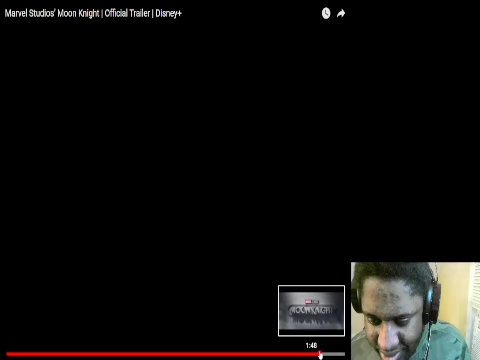 Marvel Studios' Moon Knight | Official Trailer | Disney+
MOON KNIGHT
1:48